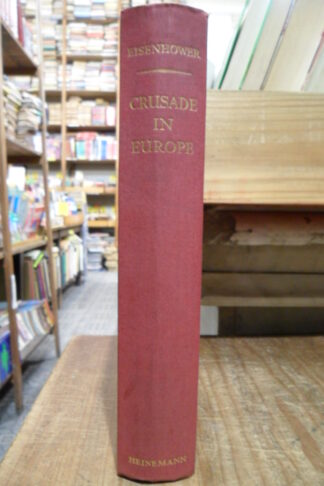 EISENHOWER
CRUSADE
IN
EUROPE
HEINEMANN